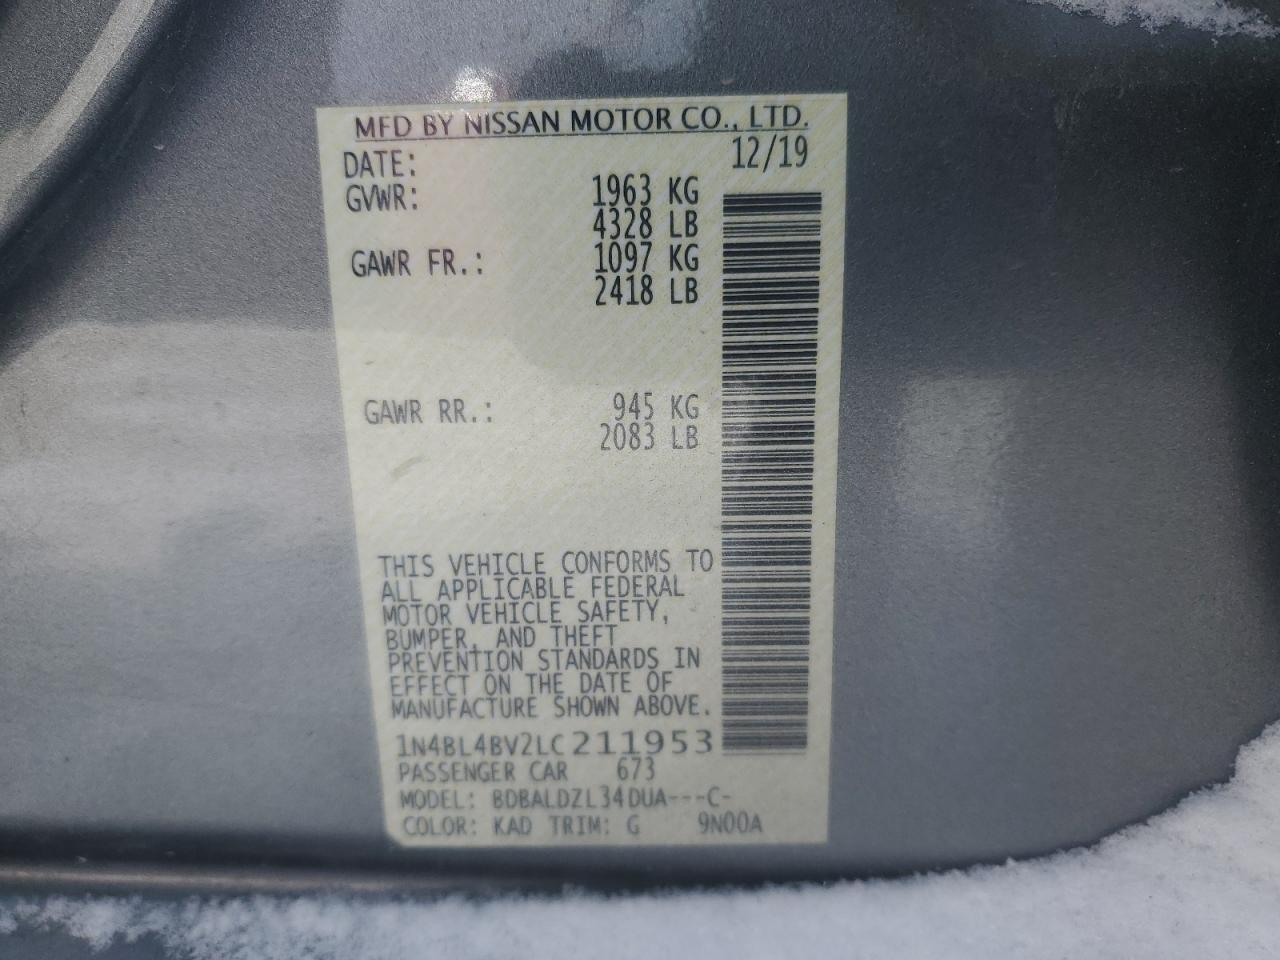 MFD BY NISSAN MOTOR CO., LTD.
DATE: 12/19
GVWR: 1963 KG
4328 LB
GAWR FR.: 1097 KG
2418 LB
GAWR RR.: 945 KG
2083 LB
THIS VEHICLE CONFORMS TO
ALL APPLICABLE FEDERAL
MOTOR VEHICLE SAFETY,
BUMPER, AND THEFT
PREVENTION STANDARDS IN
EFFECT ON THE DATE OF
MANUFACTURE SHOWN ABOVE.
1N4BL4BV2LC211953
PASSENGER CAR 673
MODEL: BDBALDZL34DUA---C-
COLOR: KAD TRIM: G 9N00A